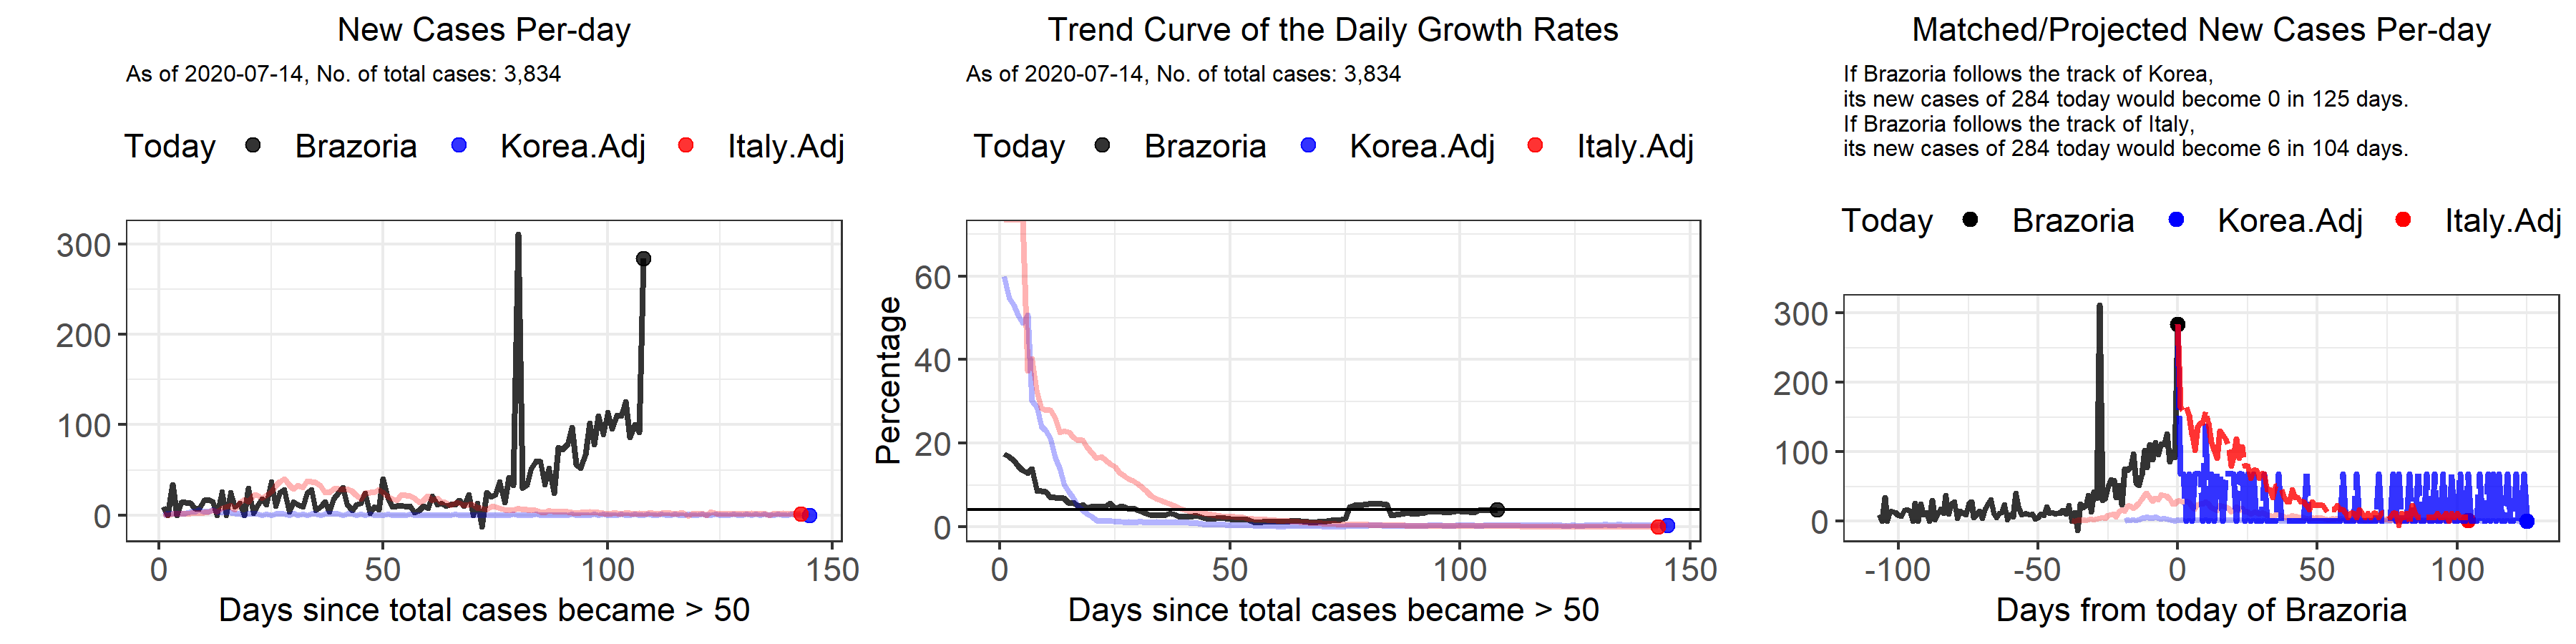 New Cases Per-day
As of 2020-07-14, No. of total cases: 3,834
Today Brazoria Korea.Adj Italy.Adj
300
200
100
0
0 50 100 150
Days since total cases became > 50
Trend Curve of the Daily Growth Rates
As of 2020-07-14, No. of total cases: 3,834
Today Brazoria Korea.Adj Italy.Adj
Percentage
60
40
20
0
0 50 100 150
Days since total cases became > 50
Matched/Projected New Cases Per-day
If Brazoria follows the track of Korea,
its new cases of 284 today would become 0 in 125 days.
If Brazoria follows the track of Italy,
its new cases of 284 today would become 6 in 104 days.
Today Brazoria Korea.Adj Italy.Adj
300
200
100
0
-100 -50 0 50 100
Days from today of Brazoria